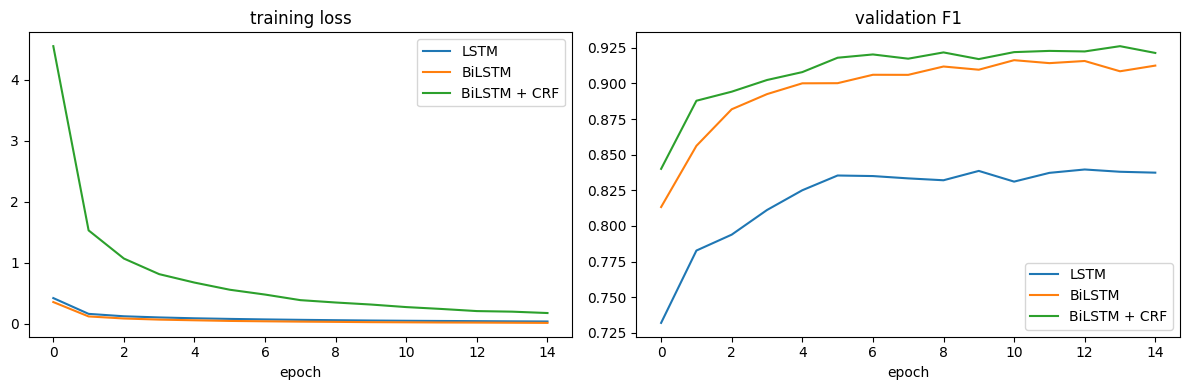 training loss
4
3
2
1
0
0 2 4 6 8 10 12 14
epoch
LSTM
BiLSTM
BiLSTM + CRF
validation F1
0.925
0.900
0.875
0.850
0.825
0.800
0.775
0.750
0.725
0 2 4 6 8 10 12 14
epoch
LSTM
BiLSTM
BiLSTM + CRF